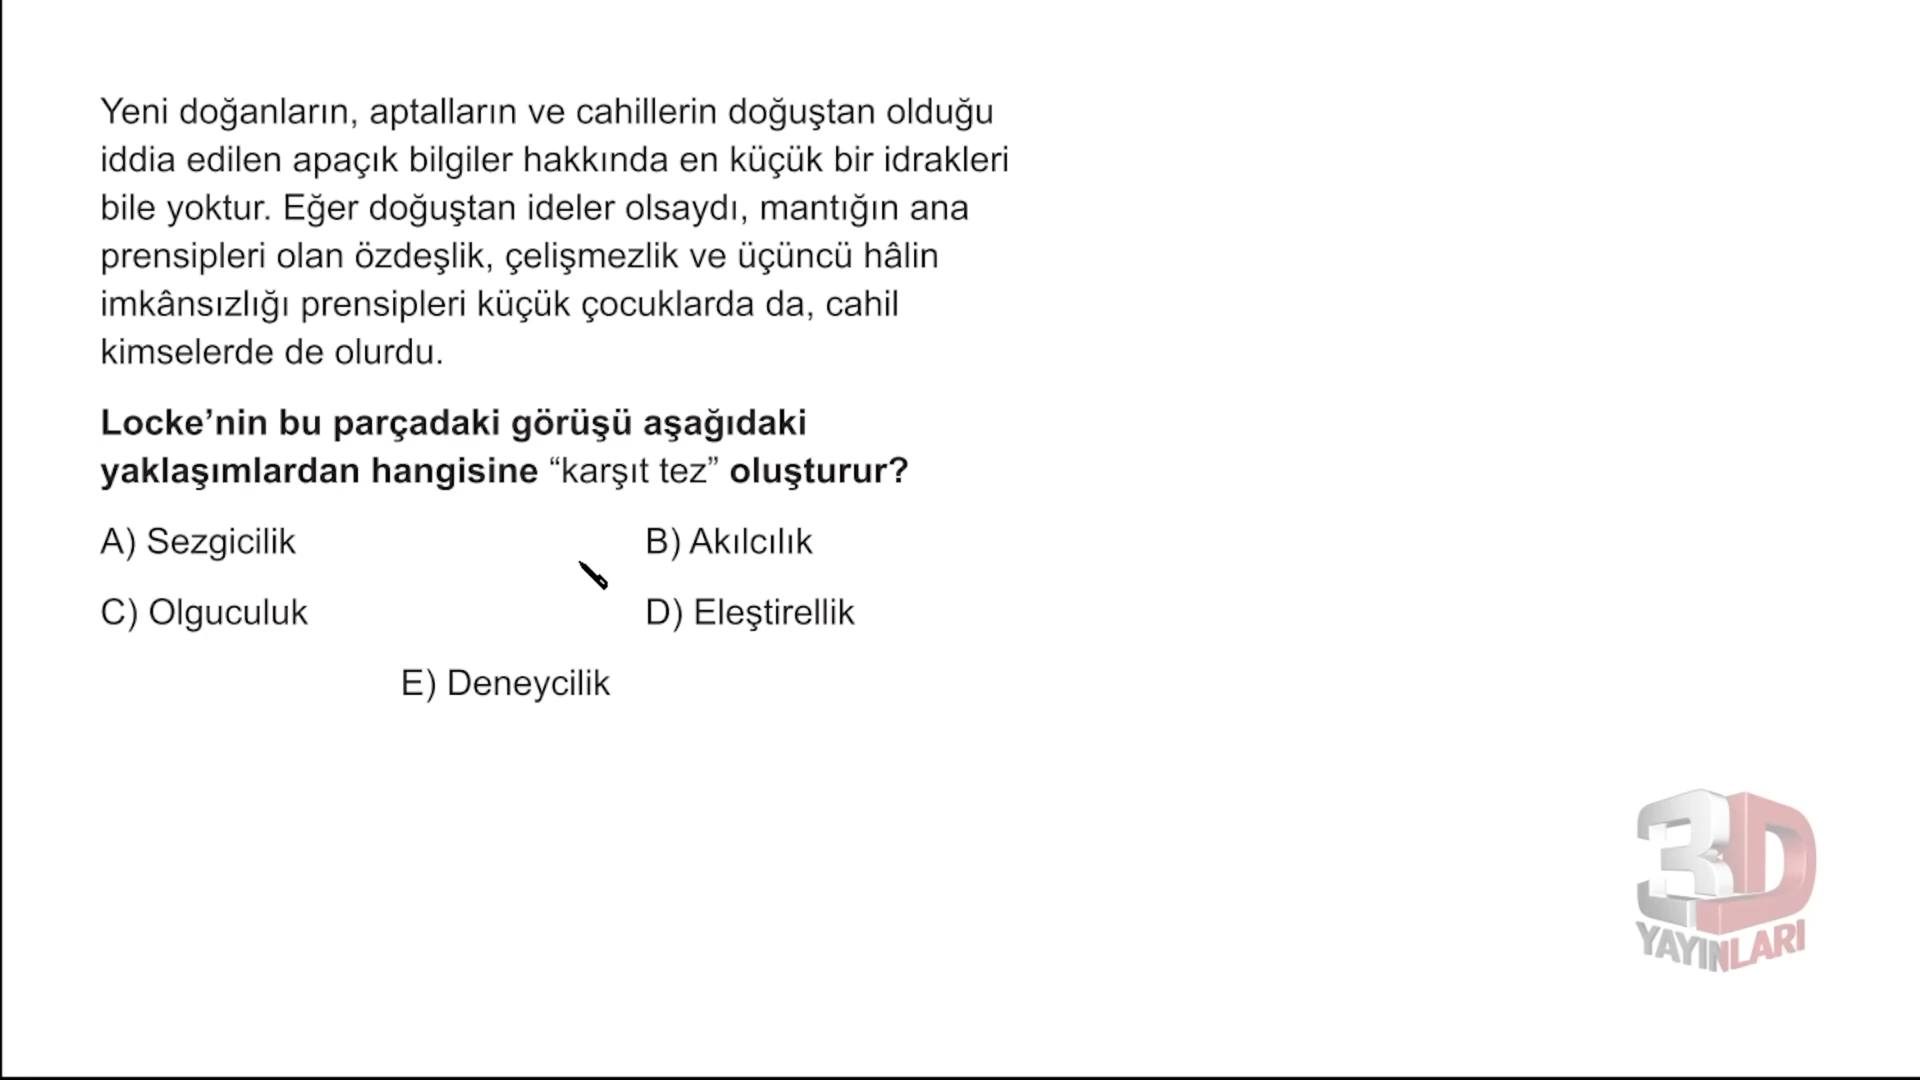 Yeni doğanların, aptalların ve cahillerin doğuştan olduğu
iddia edilen apaçık bilgiler hakkında en küçük bir idrakleri
bile yoktur. Eğer doğuştan ideler olsaydı, mantığın ana
prensipleri olan özdeşlik, çelişmezlik ve üçüncü hâlin
imkânsızlığı prensipleri küçük çocuklarda da, cahil
kimselerde de olurdu.
Locke’nin bu parçadaki görüşü aşağıdaki
yaklaşımlardan hangisine “karşıt tez” oluşturur?
A) Sezgicilik B) Akılcılık
C) Olguculuk D) Eleştirellik
E) Deneycilik
3D
YAYINLARI